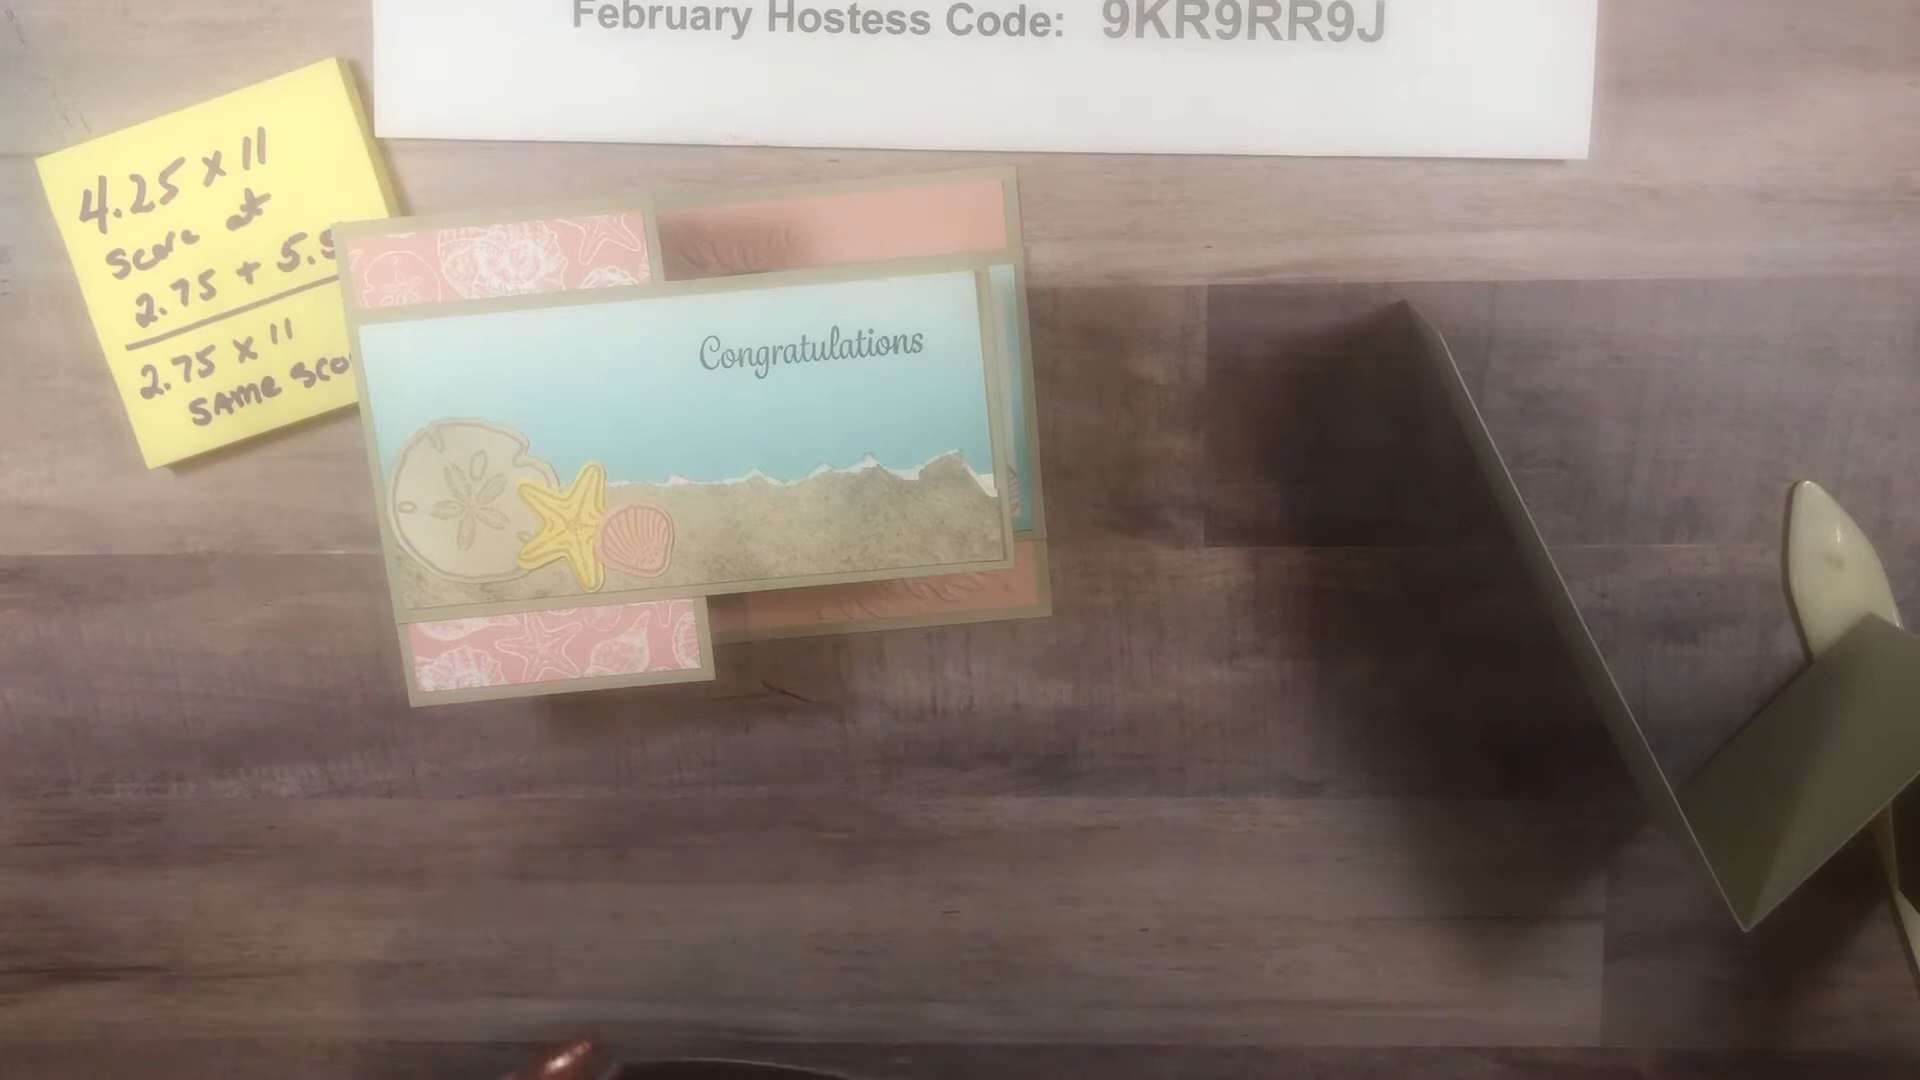 February Hostess Code: 9KR9RR9J
4.25 x 11
Score at
2.75 + 5.5
2.75 x 11
SAME Sco
Congratulations